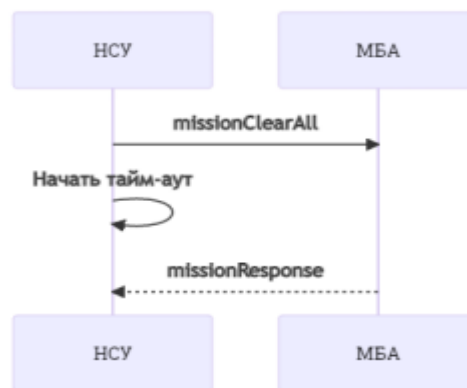 НСУ
МБА
missionClearAll
Начать тайм-аут
missionResponse
НСУ
МБА